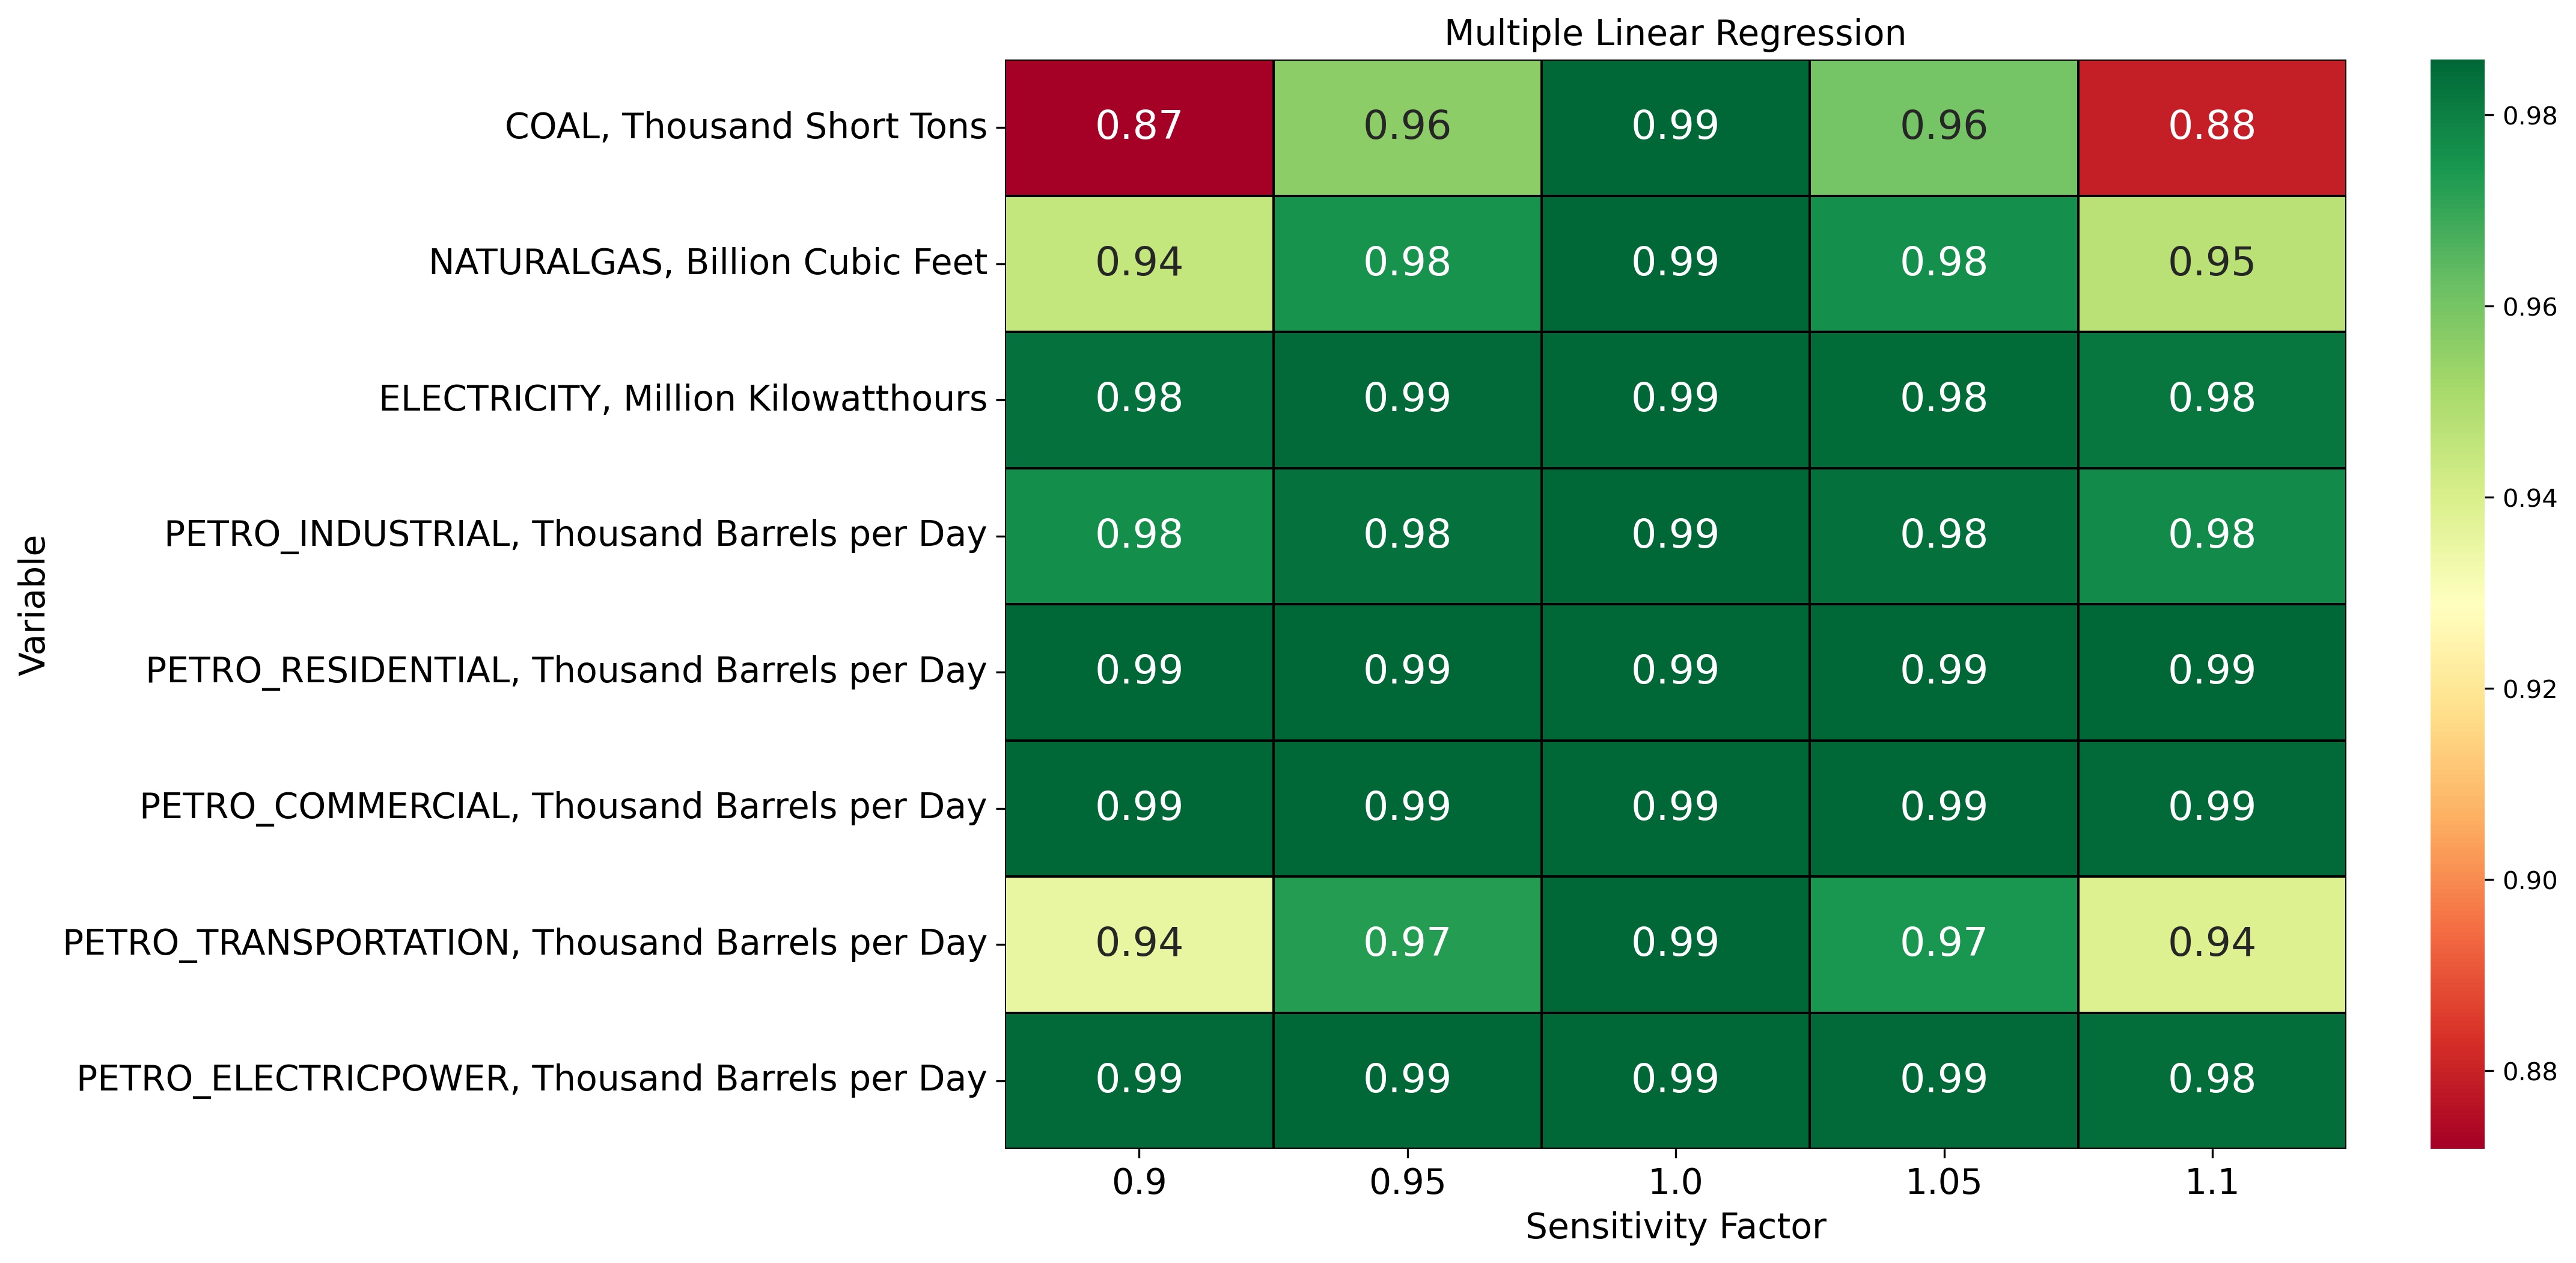 Multiple Linear Regression
COAL, Thousand Short Tons 0.87 0.96 0.99 0.96 0.88
NATURALGAS, Billion Cubic Feet 0.94 0.98 0.99 0.98 0.95
ELECTRICITY, Million Kilowatthours 0.98 0.99 0.99 0.98 0.98
PETRO_INDUSTRIAL, Thousand Barrels per Day 0.98 0.98 0.99 0.98 0.98
PETRO_RESIDENTIAL, Thousand Barrels per Day 0.99 0.99 0.99 0.99 0.99
PETRO_COMMERCIAL, Thousand Barrels per Day 0.99 0.99 0.99 0.99 0.99
PETRO_TRANSPORTATION, Thousand Barrels per Day 0.94 0.97 0.99 0.97 0.94
PETRO_ELECTRICPOWER, Thousand Barrels per Day 0.99 0.99 0.99 0.99 0.98
0.9 0.95 1.0 1.05 1.1
Sensitivity Factor
Variable
0.98
0.96
0.94
0.92
0.90
0.88